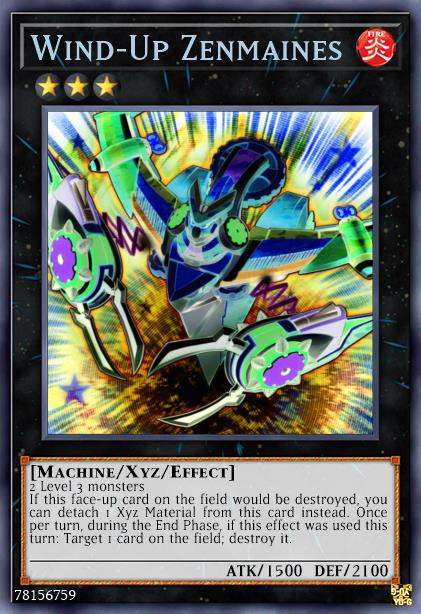 WIND-UP ZENMAINES
FIRE
炎
[MACHINE/XYZ/EFFECT]
2 Level 3 monsters
If this face-up card on the field would be destroyed, you
can detach 1 Xyz Material from this card instead. Once
per turn, during the End Phase, if this effect was used this
turn: Target 1 card on the field; destroy it.
ATK/1500 DEF/2100
78156759